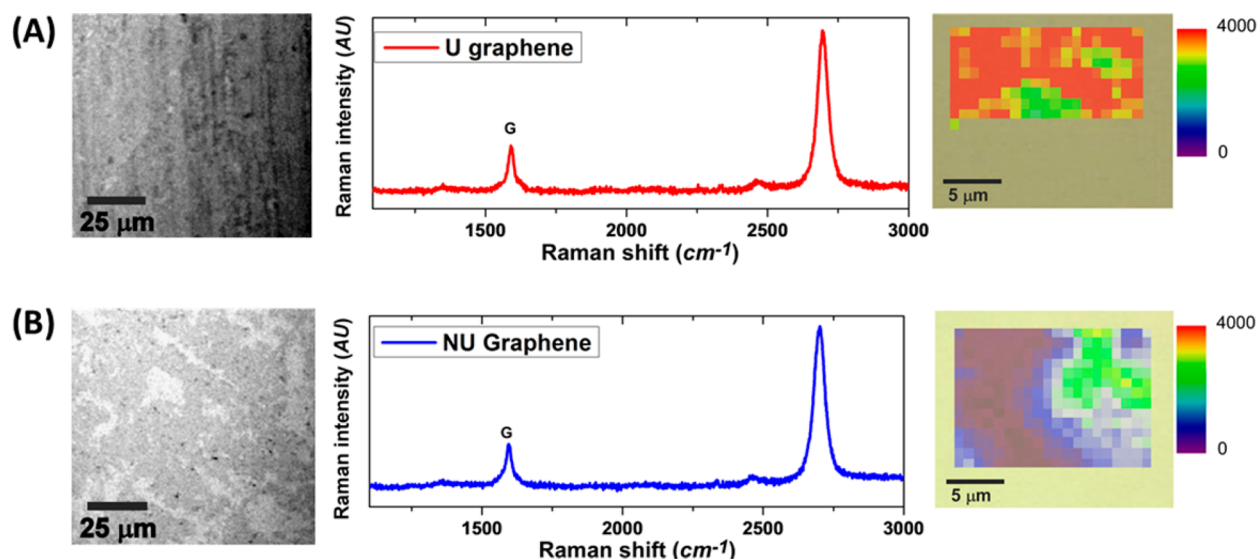 (A)
25 µm
Raman intensity (AU)
U graphene
G
1500 2000 2500 3000
Raman shift (cm-1)
5 µm
4000
0
(B)
25 µm
Raman intensity (AU)
NU Graphene
G
1500 2000 2500 3000
Raman shift (cm-1)
5 µm
4000
0